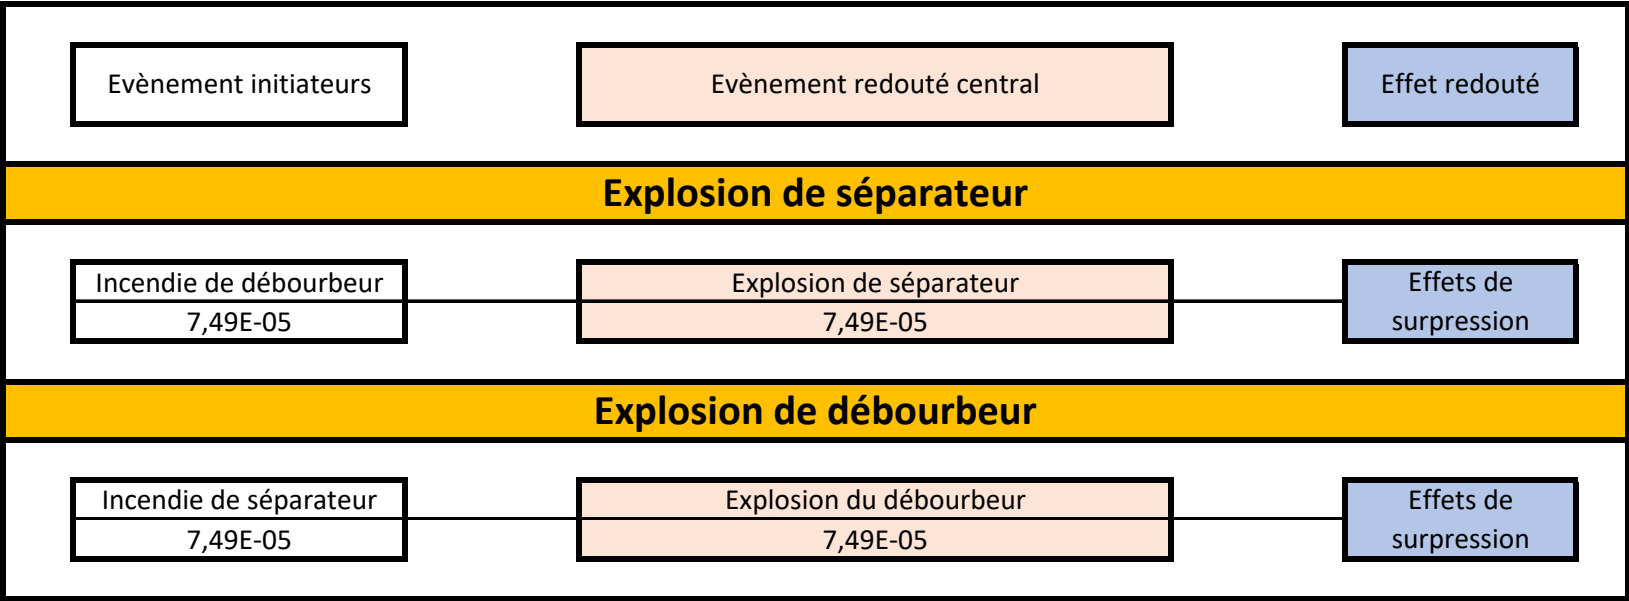 Evènement initiateurs
Evènement redouté central
Effet redouté
Explosion de séparateur
Incendie de débourbeur
7,49E-05
Explosion de séparateur
7,49E-05
Effets de
surpression
Explosion de débourbeur
Incendie de séparateur
7,49E-05
Explosion du débourbeur
7,49E-05
Effets de
surpression